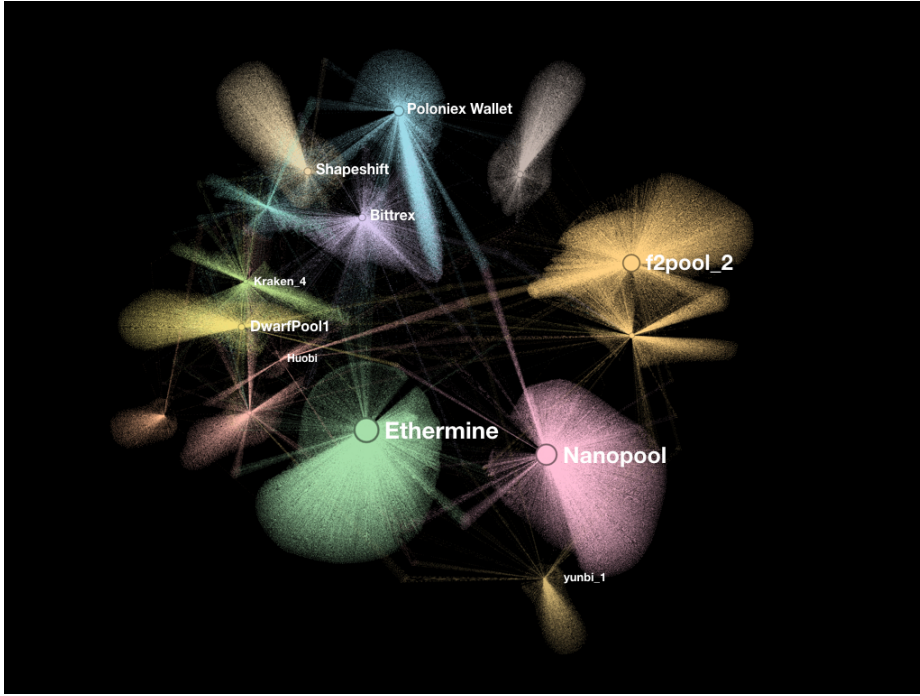 Poloniex Wallet
Shapeshift
Bittrex
f2pool_2
Kraken_4
DwarfPool1
Huobi
Ethermine
Nanopool
yunbi_1